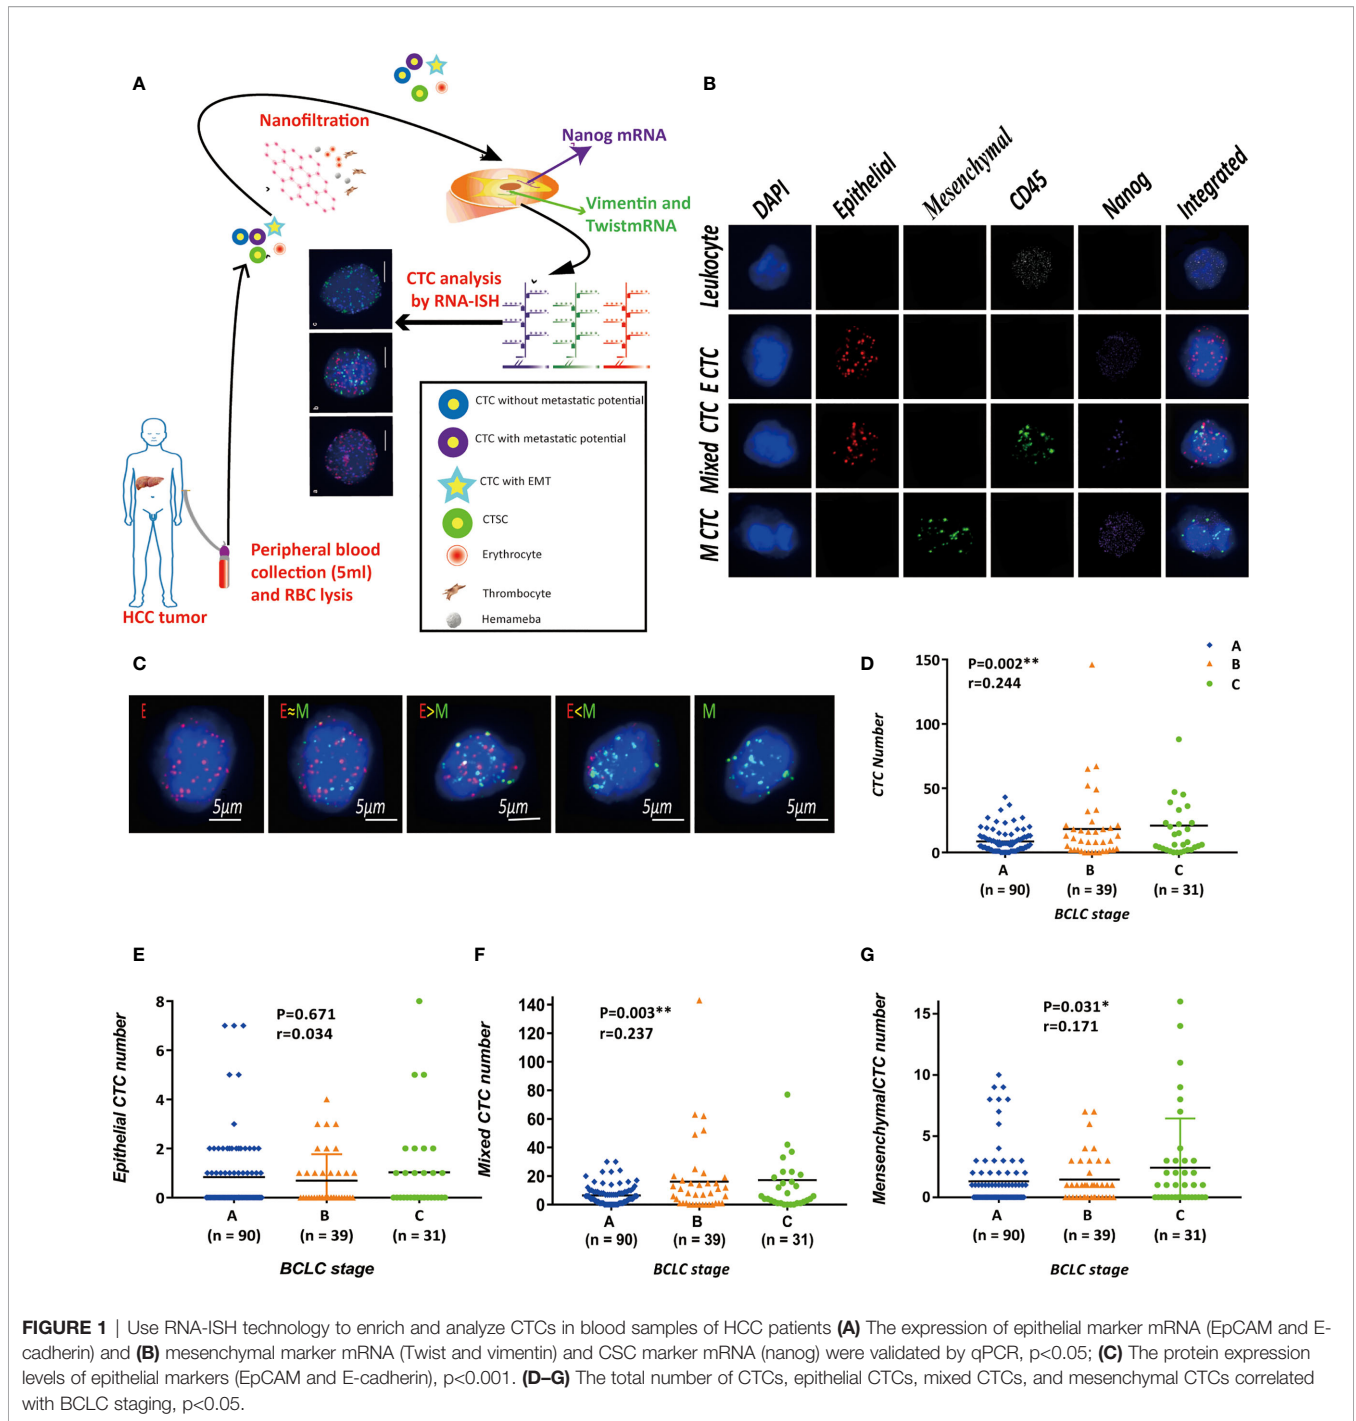 A
Nanofiltration
Nanog mRNA
Vimentin and
TwistmRNA
CTC analysis
by RNA-ISH
c
b
a
HCC tumor
Peripheral blood
collection (5ml)
and RBC lysis
CTC without metastatic potential
CTC with metastatic potential
CTC with EMT
CTSC
Erythrocyte
Thrombocyte
Hemameba
B
DAPI
Epithelial
Mesenchymal
CD45
Nanog
Integrated
Leukocyte
E CTC
Mixed CTC
M CTC
C
E
E≈M
E>M
E<M
M
5μm
5μm
5μm
5μm
5μm
D
P=0.002**
r=0.244
A
B
C
CTC Number
150
100
50
0
A
B
C
(n = 90)
(n = 39)
(n = 31)
BCLC stage
E
P=0.671
r=0.034
Epithelial CTC number
8
6
4
2
0
A
B
C
(n = 90)
(n = 39)
(n = 31)
BCLC stage
F
P=0.003**
r=0.237
Mixed CTC number
140
120
100
80
60
40
20
0
A
B
C
(n = 90)
(n = 39)
(n = 31)
BCLC stage
G
P=0.031*
r=0.171
MensenchymalCTC number
15
10
5
0
A
B
C
(n = 90)
(n = 39)
(n = 31)
BCLC stage
FIGURE 1 | Use RNA-ISH technology to enrich and analyze CTCs in blood samples of HCC patients (A) The expression of epithelial marker mRNA (EpCAM and E-
cadherin) and (B) mesenchymal marker mRNA (Twist and vimentin) and CSC marker mRNA (nanog) were validated by qPCR, p<0.05; (C) The protein expression
levels of epithelial markers (EpCAM and E-cadherin), p<0.001. (D–G) The total number of CTCs, epithelial CTCs, mixed CTCs, and mesenchymal CTCs correlated
with BCLC staging, p<0.05.